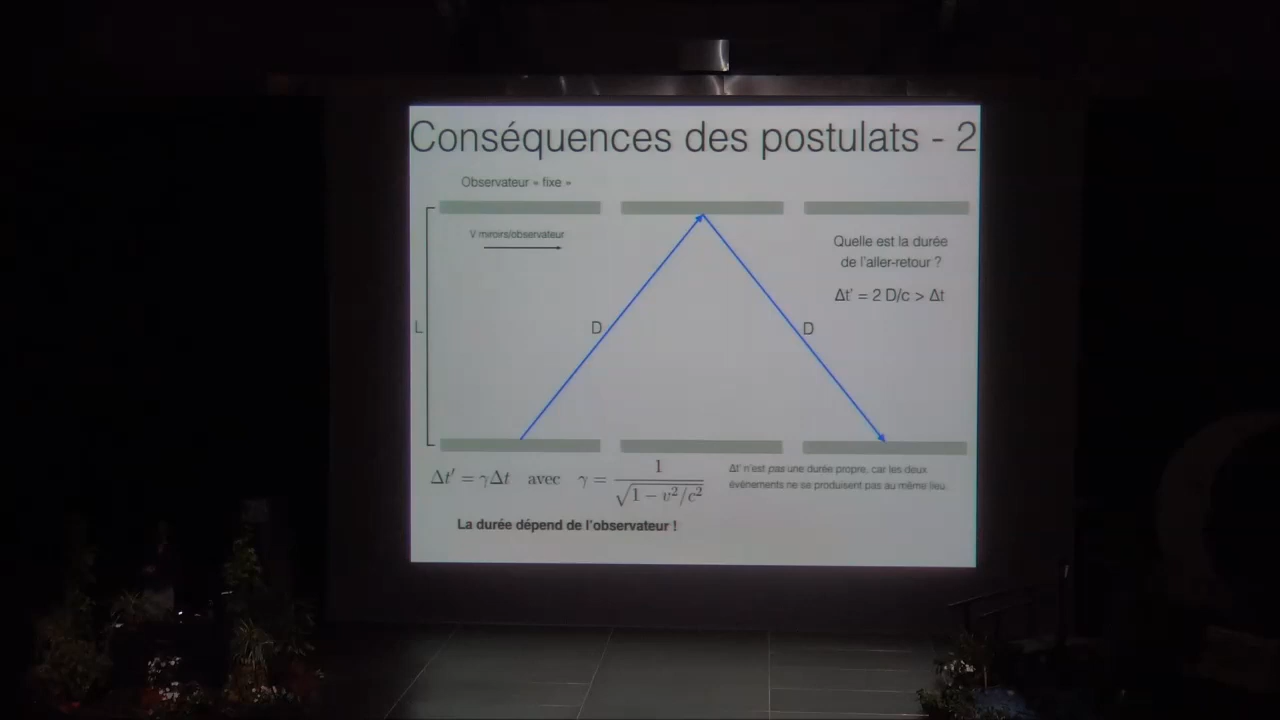 Conséquences des postulats - 2
Observateur « fixe »
V miroirs/observateur
Quelle est la durée
de l'aller-retour ?
Δt' = 2 D/c > Δt
L
D
D
Δt' = γΔt avec γ = 1 / √(1 − v²/c²)
Δt' n'est pas une durée propre, car les deux
événements ne se produisent pas au même lieu.
La durée dépend de l'observateur !